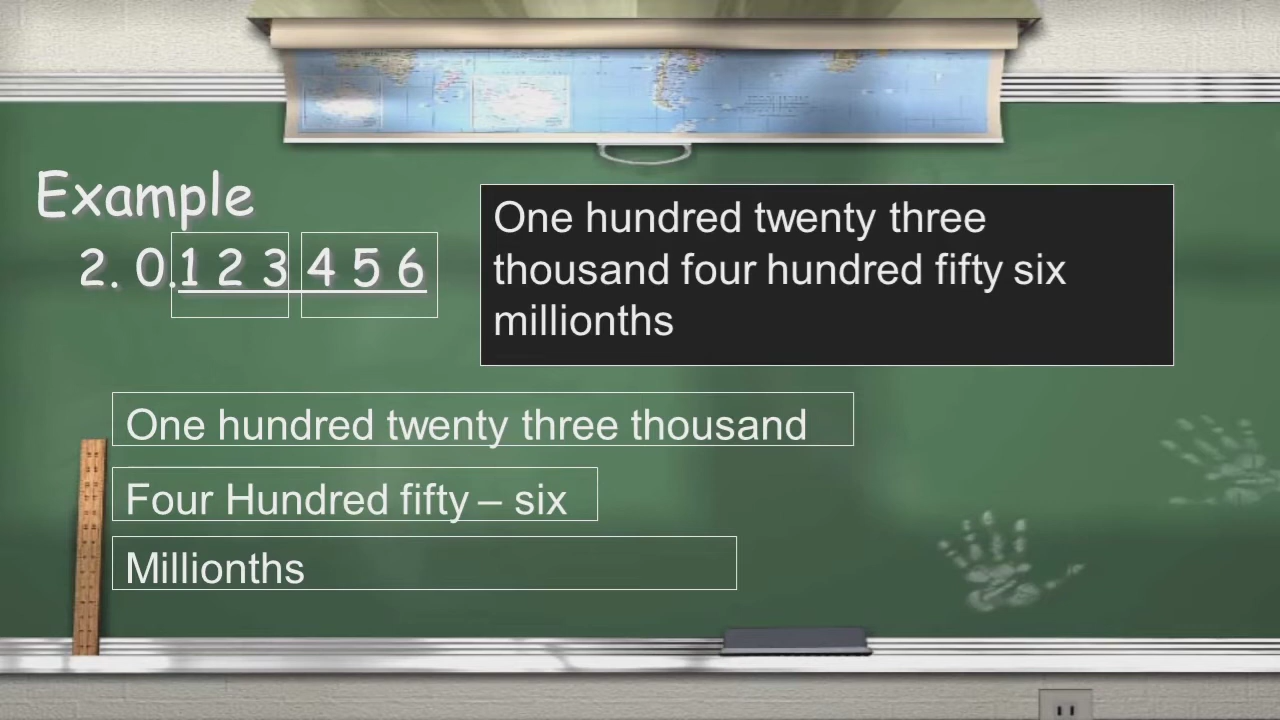 Example
2. 0.1 2 3 4 5 6
One hundred twenty three
thousand four hundred fifty six
millionths
One hundred twenty three thousand
Four Hundred fifty – six
Millionths